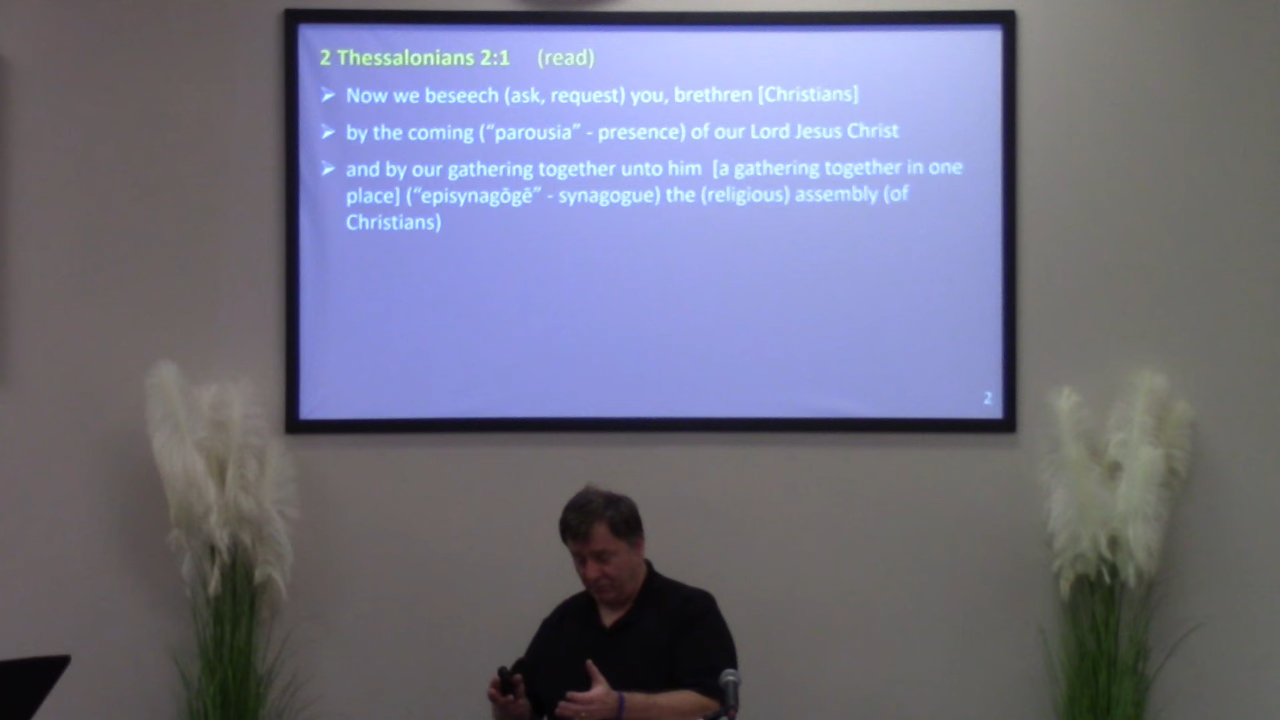 2 Thessalonians 2:1 (read)
➢ Now we beseech (ask, request) you, brethren [Christians]
➢ by the coming (“parousia” - presence) of our Lord Jesus Christ
➢ and by our gathering together unto him [a gathering together in one
place] (“episynagōgē” - synagogue) the (religious) assembly (of
Christians)
2